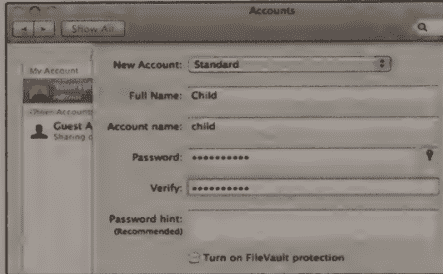 Accounts
Show All
My Account
New Account: Standard
Full Name: Child
Other Accounts
Guest A
Sharing
Account name: child
Password: ••••••••••
Verify: ••••••••••
Password hint:
(Recommended)
Turn on FileVault protection